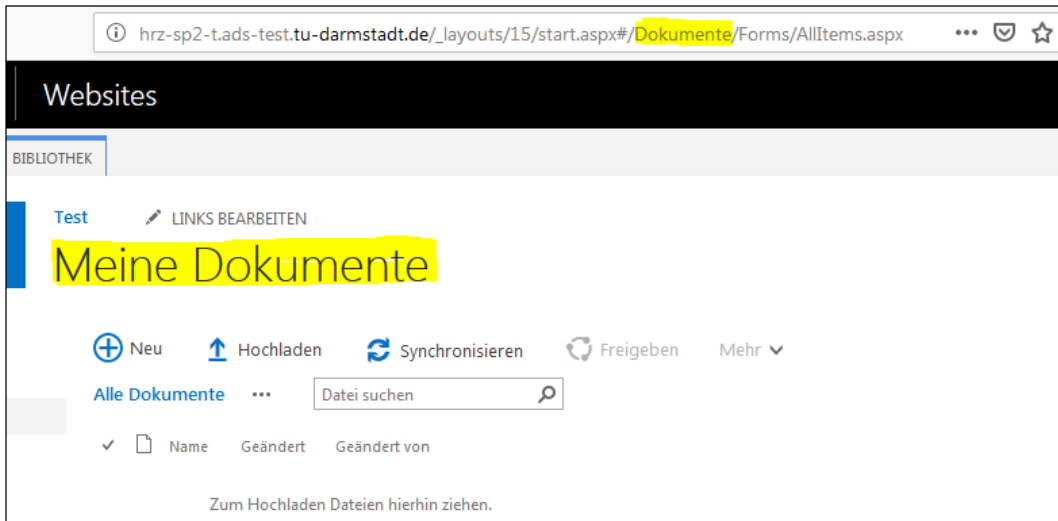 hrz-sp2-t.ads-test.tu-darmstadt.de/_layouts/15/start.aspx#/Dokumente/Forms/AllItems.aspx
Websites
BIBLIOTHEK
Test LINKS BEARBEITEN
Meine Dokumente
Neu Hochladen Synchronisieren Freigeben Mehr
Alle Dokumente ... Datei suchen
Name Geändert Geändert von
Zum Hochladen Dateien hierhin ziehen.